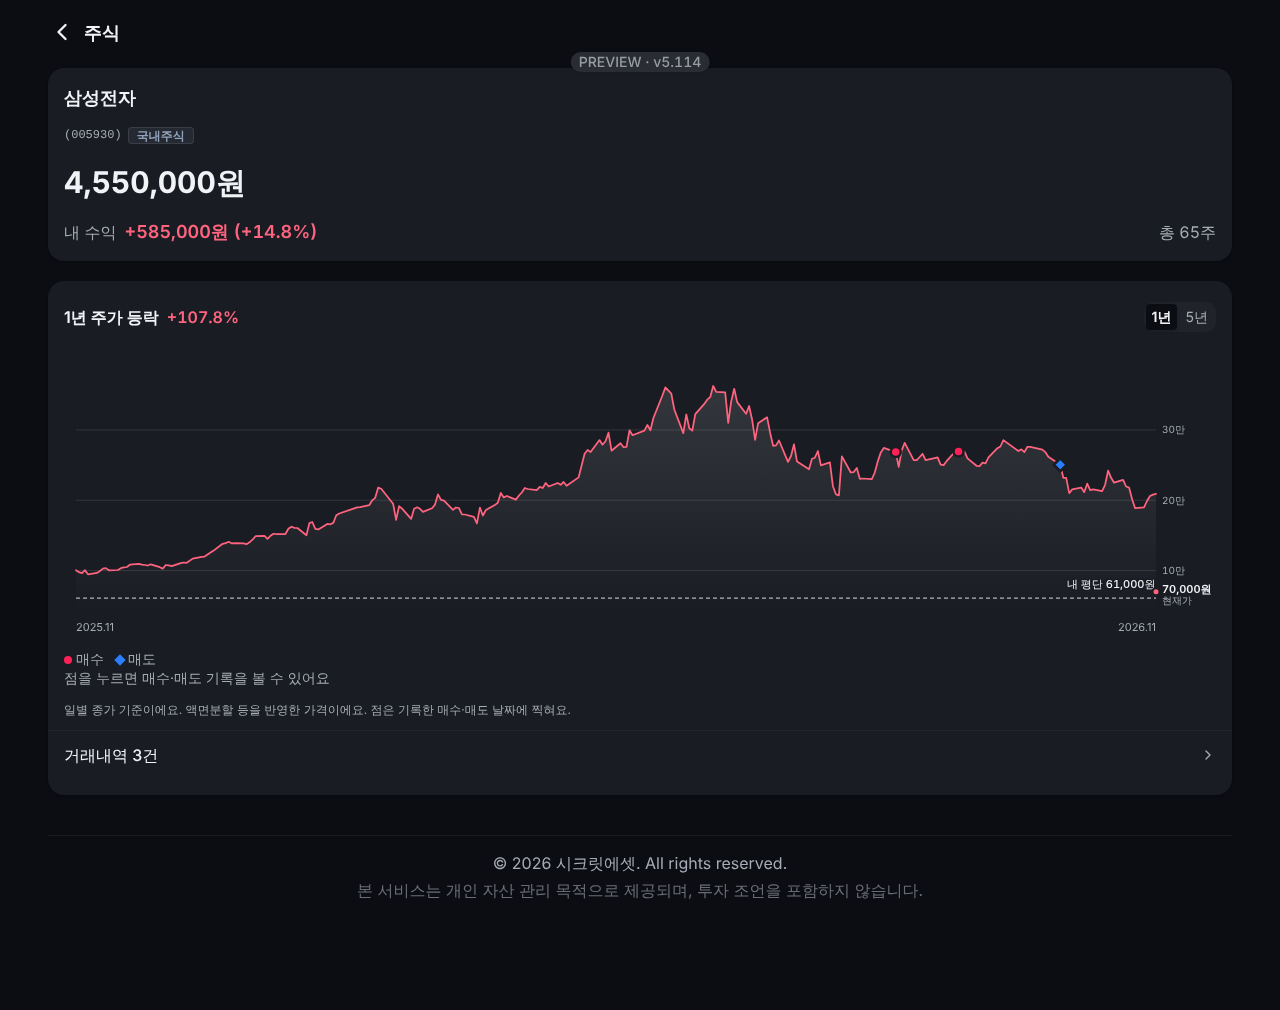 주식
PREVIEW · v5.114
삼성전자
(005930) 국내주식
4,550,000원
내 수익 +585,000원 (+14.8%)
총 65주
1년 주가 등락 +107.8%
1년 5년
30만
20만
10만
내 평단 61,000원
70,000원
현재가
2025.11
2026.11
매수 매도
점을 누르면 매수·매도 기록을 볼 수 있어요
일별 종가 기준이에요. 액면분할 등을 반영한 가격이에요. 점은 기록한 매수·매도 날짜에 찍혀요.
거래내역 3건
© 2026 시크릿에셋. All rights reserved.
본 서비스는 개인 자산 관리 목적으로 제공되며, 투자 조언을 포함하지 않습니다.